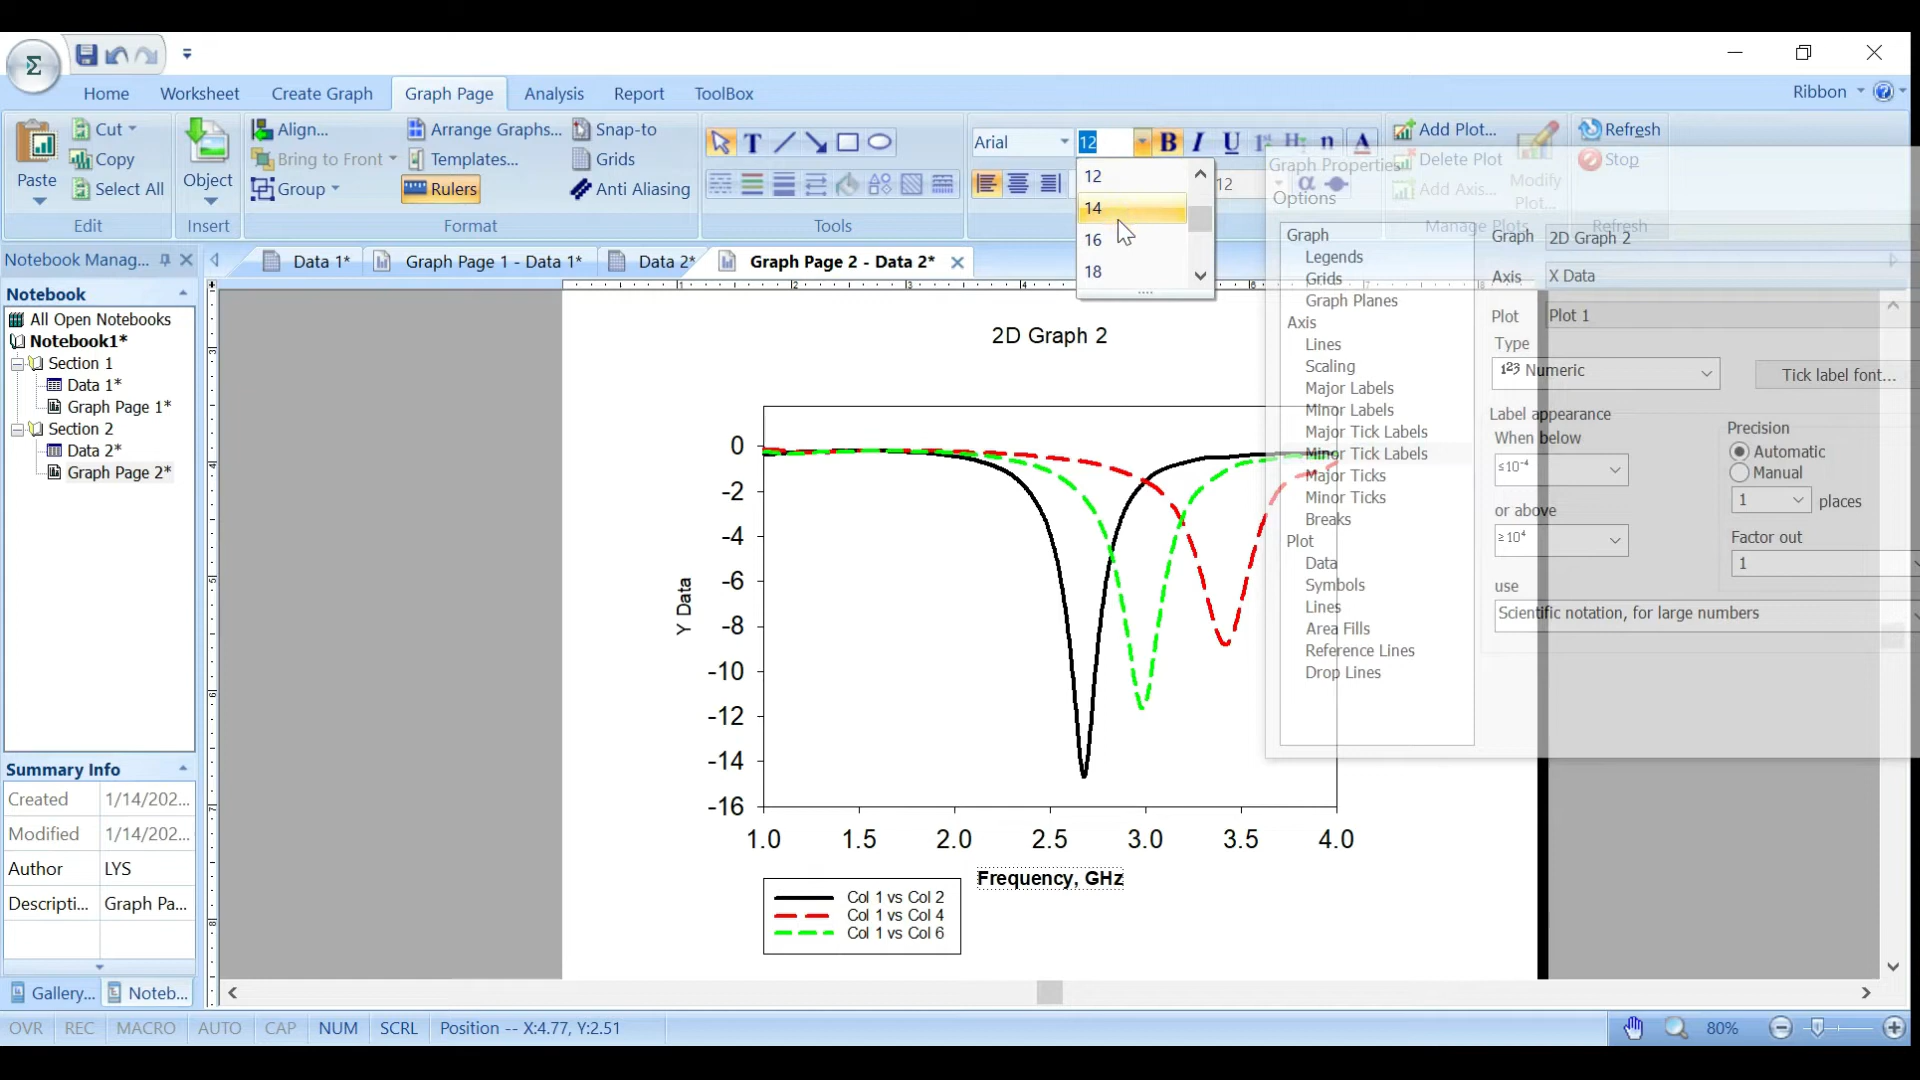 Σ
Home Worksheet Create Graph Graph Page Analysis Report ToolBox Ribbon
Paste Cut Copy Select All
Edit
Object
Insert
Align... Bring to Front Group
Arrange Graphs... Templates... Rulers
Snap-to Grids Anti Aliasing
Format
T
Tools
Arial 12 B I U
12
α
12
14
16
18
Add Plot...
Delete Plot
Add Axis...
Modify Plot...
Manage Plots
Refresh
Stop
Refresh
Notebook Manag...
Data 1* Graph Page 1 - Data 1* Data 2* Graph Page 2 - Data 2*
Notebook
All Open Notebooks
Notebook1*
Section 1
Data 1*
Graph Page 1*
Section 2
Data 2*
Graph Page 2*
Summary Info
Created 1/14/202...
Modified 1/14/202...
Author LYS
Descripti... Graph Pa...
Gallery... Noteb...
2D Graph 2
0
-2
-4
-6
-8
-10
-12
-14
-16
Y Data
1.0 1.5 2.0 2.5 3.0 3.5 4.0
Frequency, GHz
Col 1 vs Col 2
Col 1 vs Col 4
Col 1 vs Col 6
Graph Properties
Options
Graph
Legends
Grids
Graph Planes
Axis
Lines
Scaling
Major Labels
Minor Labels
Major Tick Labels
Minor Tick Labels
Major Ticks
Minor Ticks
Breaks
Plot
Data
Symbols
Lines
Area Fills
Reference Lines
Drop Lines
Graph 2D Graph 2
Axis X Data
Plot Plot 1
Type
123 Numeric
Tick label font...
Label appearance
When below
≤10⁻⁴
or above
≥10⁴
use
Scientific notation, for large numbers
Precision
Automatic
Manual
1 places
Factor out
1
OVR REC MACRO AUTO CAP NUM SCRL Position -- X:4.77, Y:2.51 80%